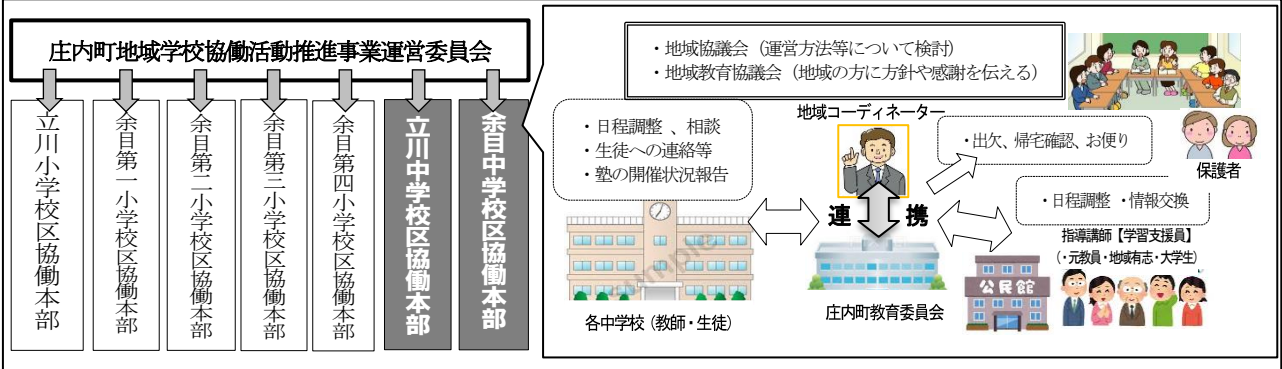 庄内町地域学校協働活動推進事業運営委員会
立川小学校区協働本部
余目第一小学校区協働本部
余目第二小学校区協働本部
余目第三小学校区協働本部
余目第四小学校区協働本部
立川中学校区協働本部
余目中学校区協働本部
・地域協議会（運営方法等について検討）
・地域教育協議会（地域の方に方針や感謝を伝える）
地域コーディネーター
・日程調整 、相談
・生徒への連絡等
・塾の開催状況報告
・出欠、帰宅確認、お便り
保護者
連 携
・日程調整 ・情報交換
指導講師【学習支援員】
（・元教員・地域有志・大学生）
sample
公民館
各中学校（教師・生徒）
庄内町教育委員会